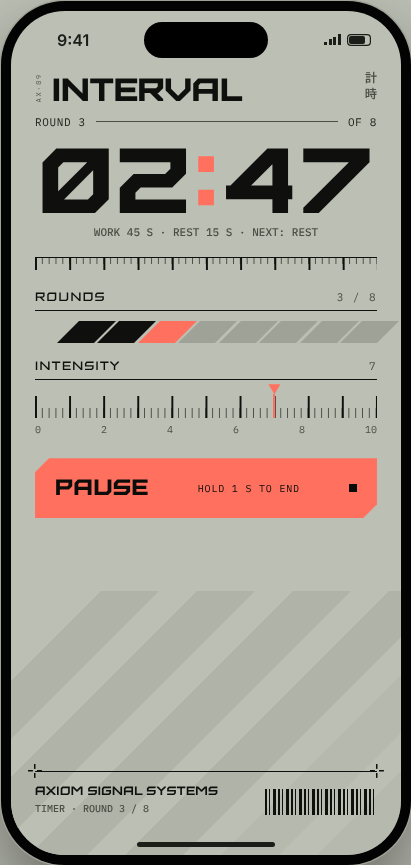 9:41
AX-09
INTERVAL
計時
ROUND 3
OF 8
02:47
WORK 45 S · REST 15 S · NEXT: REST
ROUNDS
3 / 8
INTENSITY
7
0 2 4 6 8 10
PAUSE
HOLD 1 S TO END
AXIOM SIGNAL SYSTEMS
TIMER · ROUND 3 / 8